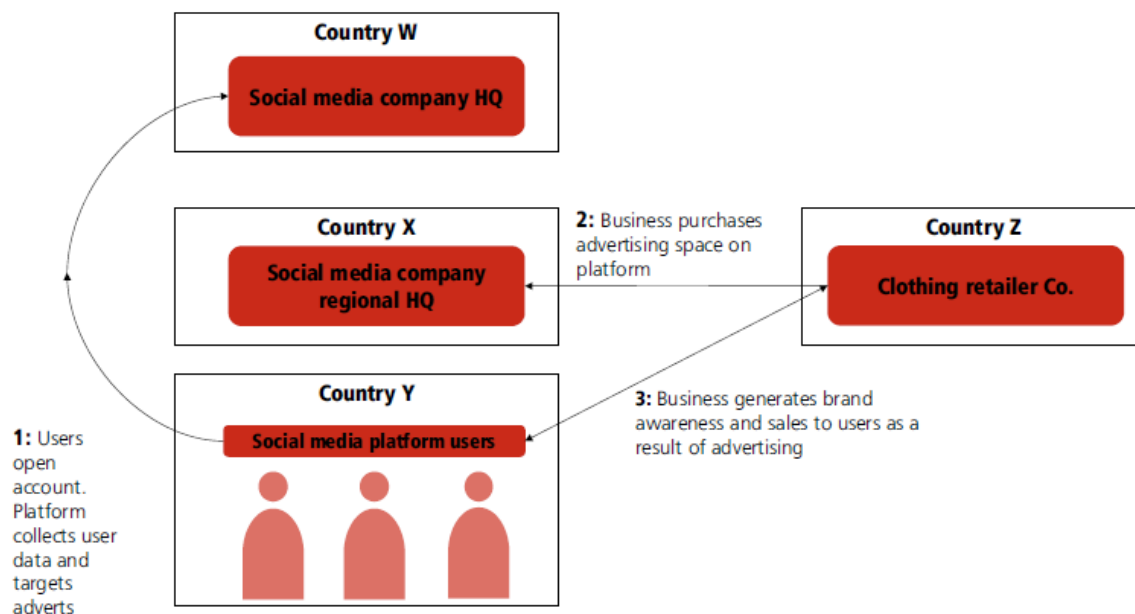 Country W
Social media company HQ
Country X
Social media company
regional HQ
2: Business purchases
advertising space on
platform
Country Z
Clothing retailer Co.
Country Y
Social media platform users
3: Business generates brand
awareness and sales to users as a
result of advertising
1: Users
open
account.
Platform
collects user
data and
targets
adverts